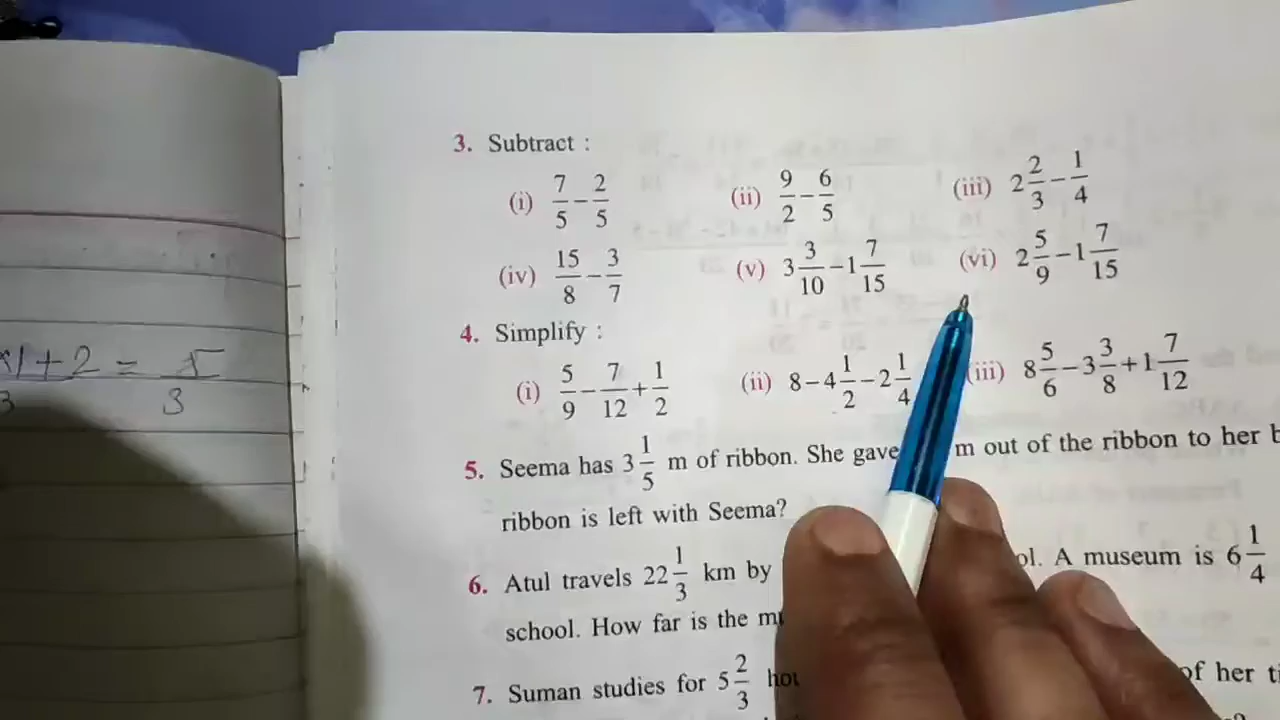 3. Subtract :
(i) 7/5 - 2/5 (ii) 9/2 - 6/5 (iii) 2 2/3 - 1/4
(iv) 15/8 - 3/7 (v) 3 3/10 - 1 7/15 (vi) 2 5/9 - 1 7/15
4. Simplify :
(i) 5/9 - 7/12 + 1/2 (ii) 8 - 4 1/2 - 2 1/4 (iii) 8 5/6 - 3 3/8 + 1 7/12
5. Seema has 3 1/5 m of ribbon. She gave m out of the ribbon to her
ribbon is left with Seema?
6. Atul travels 22 1/3 km by A museum is 6 1/4
school. How far is the
7. Suman studies for 5 2/3 of her
+2 = 5/3